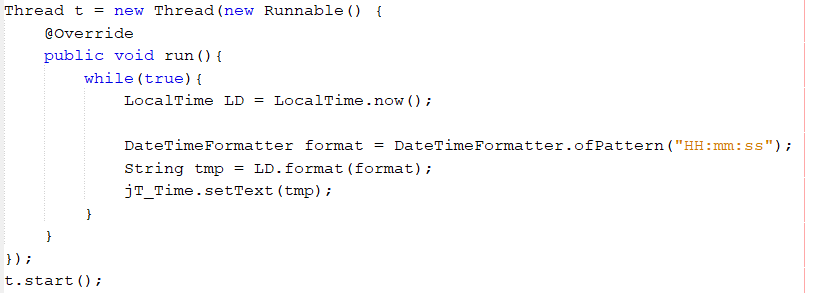 Thread t = new Thread(new Runnable() {
    @Override
    public void run(){
        while(true){
            LocalTime LD = LocalTime.now();

            DateTimeFormatter format = DateTimeFormatter.ofPattern("HH:mm:ss");
            String tmp = LD.format(format);
            jT_Time.setText(tmp);
        }
    }
});
t.start();